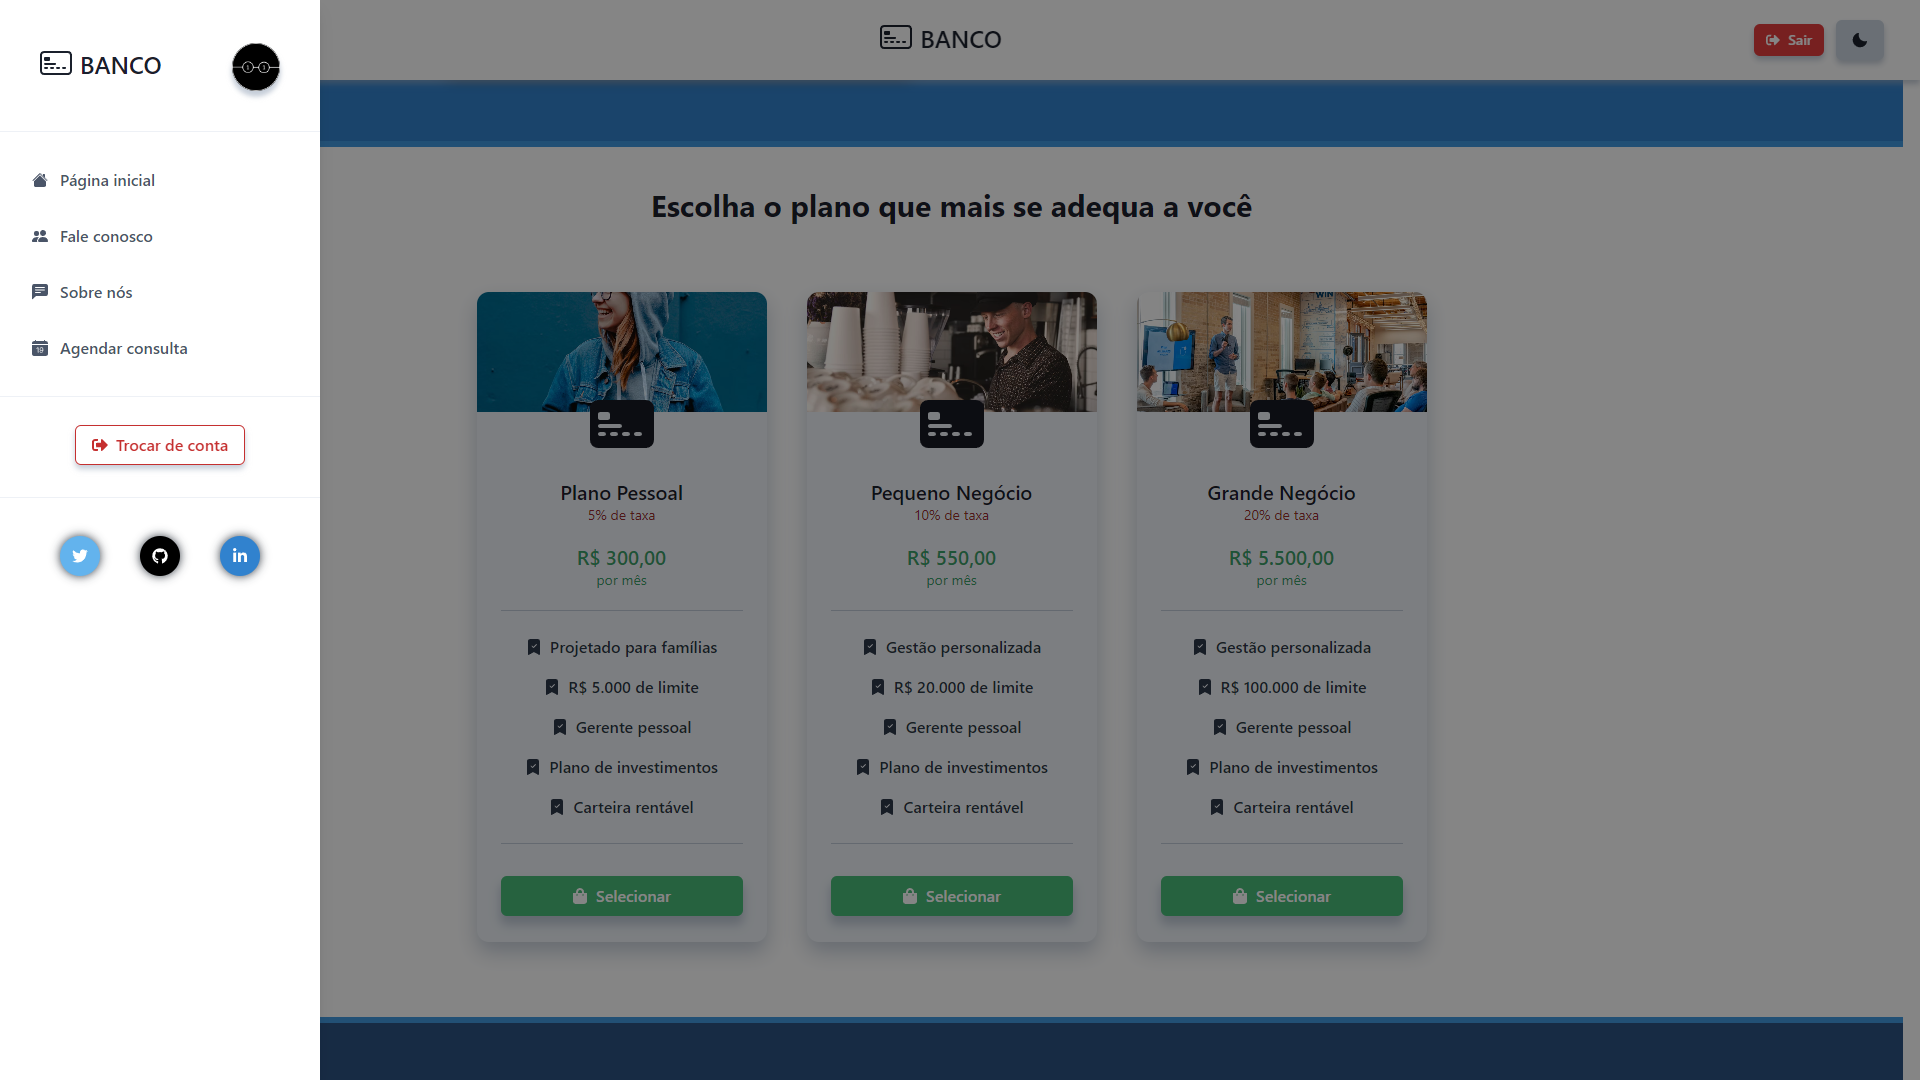 BANCO
Página inicial
Fale conosco
Sobre nós
Agendar consulta
Trocar de conta
BANCO
Sair
Escolha o plano que mais se adequa a você
Plano Pessoal
5% de taxa
R$ 300,00
por mês
Projetado para famílias
R$ 5.000 de limite
Gerente pessoal
Plano de investimentos
Carteira rentável
Selecionar
Pequeno Negócio
10% de taxa
R$ 550,00
por mês
Gestão personalizada
R$ 20.000 de limite
Gerente pessoal
Plano de investimentos
Carteira rentável
Selecionar
Grande Negócio
20% de taxa
R$ 5.500,00
por mês
Gestão personalizada
R$ 100.000 de limite
Gerente pessoal
Plano de investimentos
Carteira rentável
Selecionar